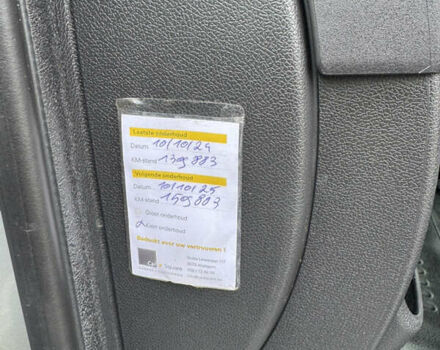 Laatste onderhoud
Datum 10/10/24
KM-stand 139 883
Volgende onderhoud
Datum 10/10/25
KM-stand 159 883
Groot onderhoud
Klein onderhoud
Bedankt voor uw vertrouwen !
Square